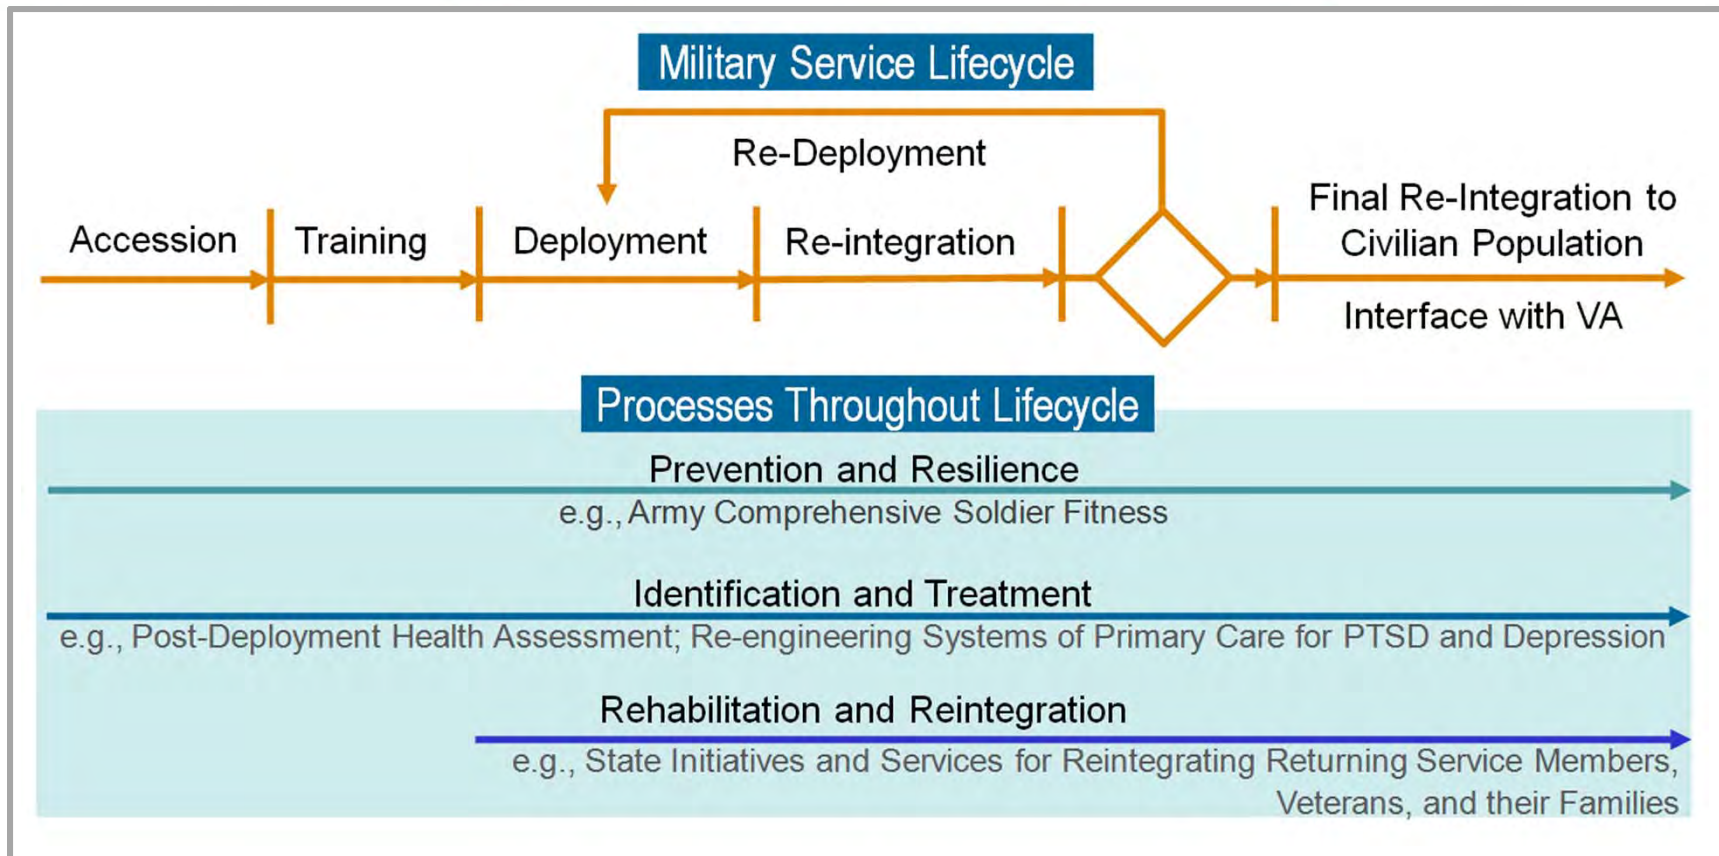 Military Service Lifecycle
Re-Deployment
Accession
Training
Deployment
Re-integration
Final Re-Integration to
Civilian Population
Interface with VA
Processes Throughout Lifecycle
Prevention and Resilience
e.g., Army Comprehensive Soldier Fitness
Identification and Treatment
e.g., Post-Deployment Health Assessment; Re-engineering Systems of Primary Care for PTSD and Depression
Rehabilitation and Reintegration
e.g., State Initiatives and Services for Reintegrating Returning Service Members,
Veterans, and their Families